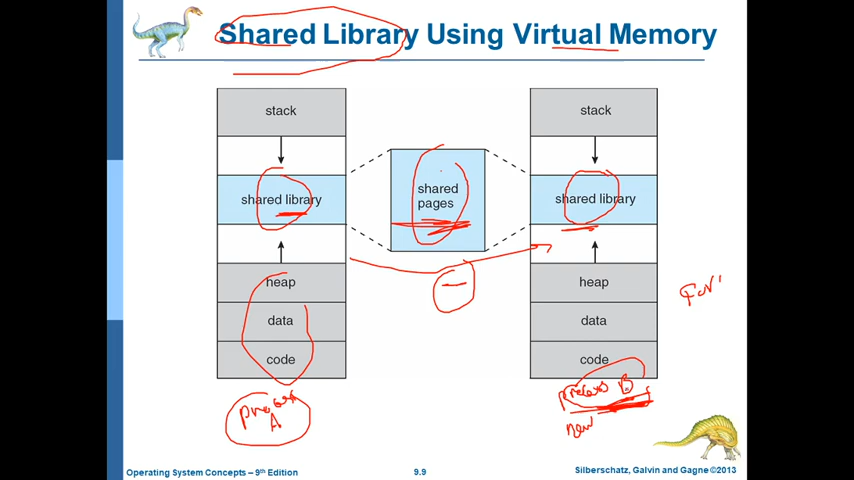 Shared Library Using Virtual Memory
stack
stack
shared library
shared
pages
shared library
heap
heap
data
data
code
code
process
A
process B
new
Operating System Concepts – 9th Edition
9.9
Silberschatz, Galvin and Gagne ©2013